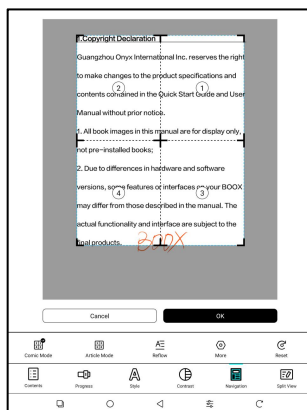 1.Copyright Declaration
Guangzhou Onyx International Inc. reserves the right
to make changes to the product specifications and
② ①
contents contained in the Quick Start Guide and User
Manual without prior notice.
1. All book images in this manual are for display only,
not pre-installed books;
2. Due to differences in hardware and software
versions, some features or interfaces on your BOOX
④ ③
may differ from those described in the manual. The
actual functionality and interface are subject to the
final products.
BOOX
Cancel OK
Comic Mode Article Mode Reflow More Reset
Contents Progress Style Contrast Navigation Split View